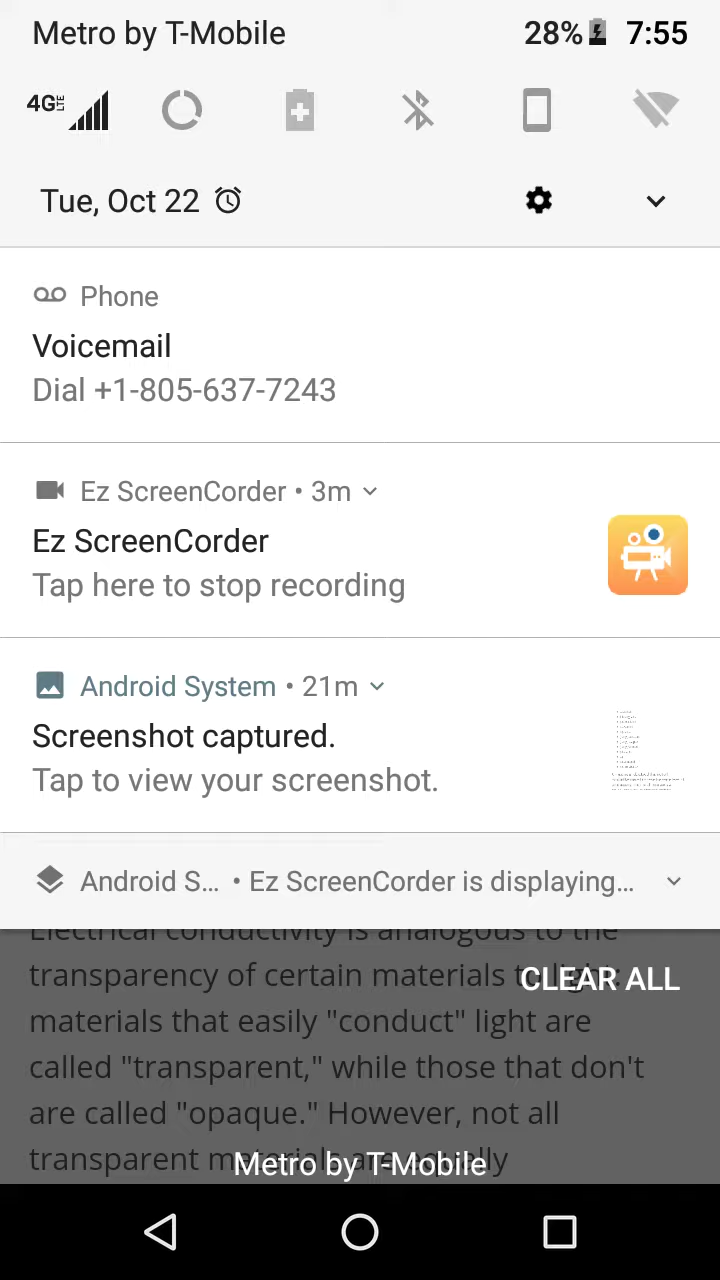 Metro by T-Mobile 28% 7:55
4G LTE
Tue, Oct 22
Phone
Voicemail
Dial +1-805-637-7243
Ez ScreenCorder • 3m
Ez ScreenCorder
Tap here to stop recording
Android System • 21m
Screenshot captured.
Tap to view your screenshot.
Android S... • Ez ScreenCorder is displaying...
Electrical conductivity is analogous to the
transparency of certain materials to light:
CLEAR ALL
materials that easily "conduct" light are
called "transparent," while those that don't
are called "opaque." However, not all
transparent materials are equally
Metro by T-Mobile